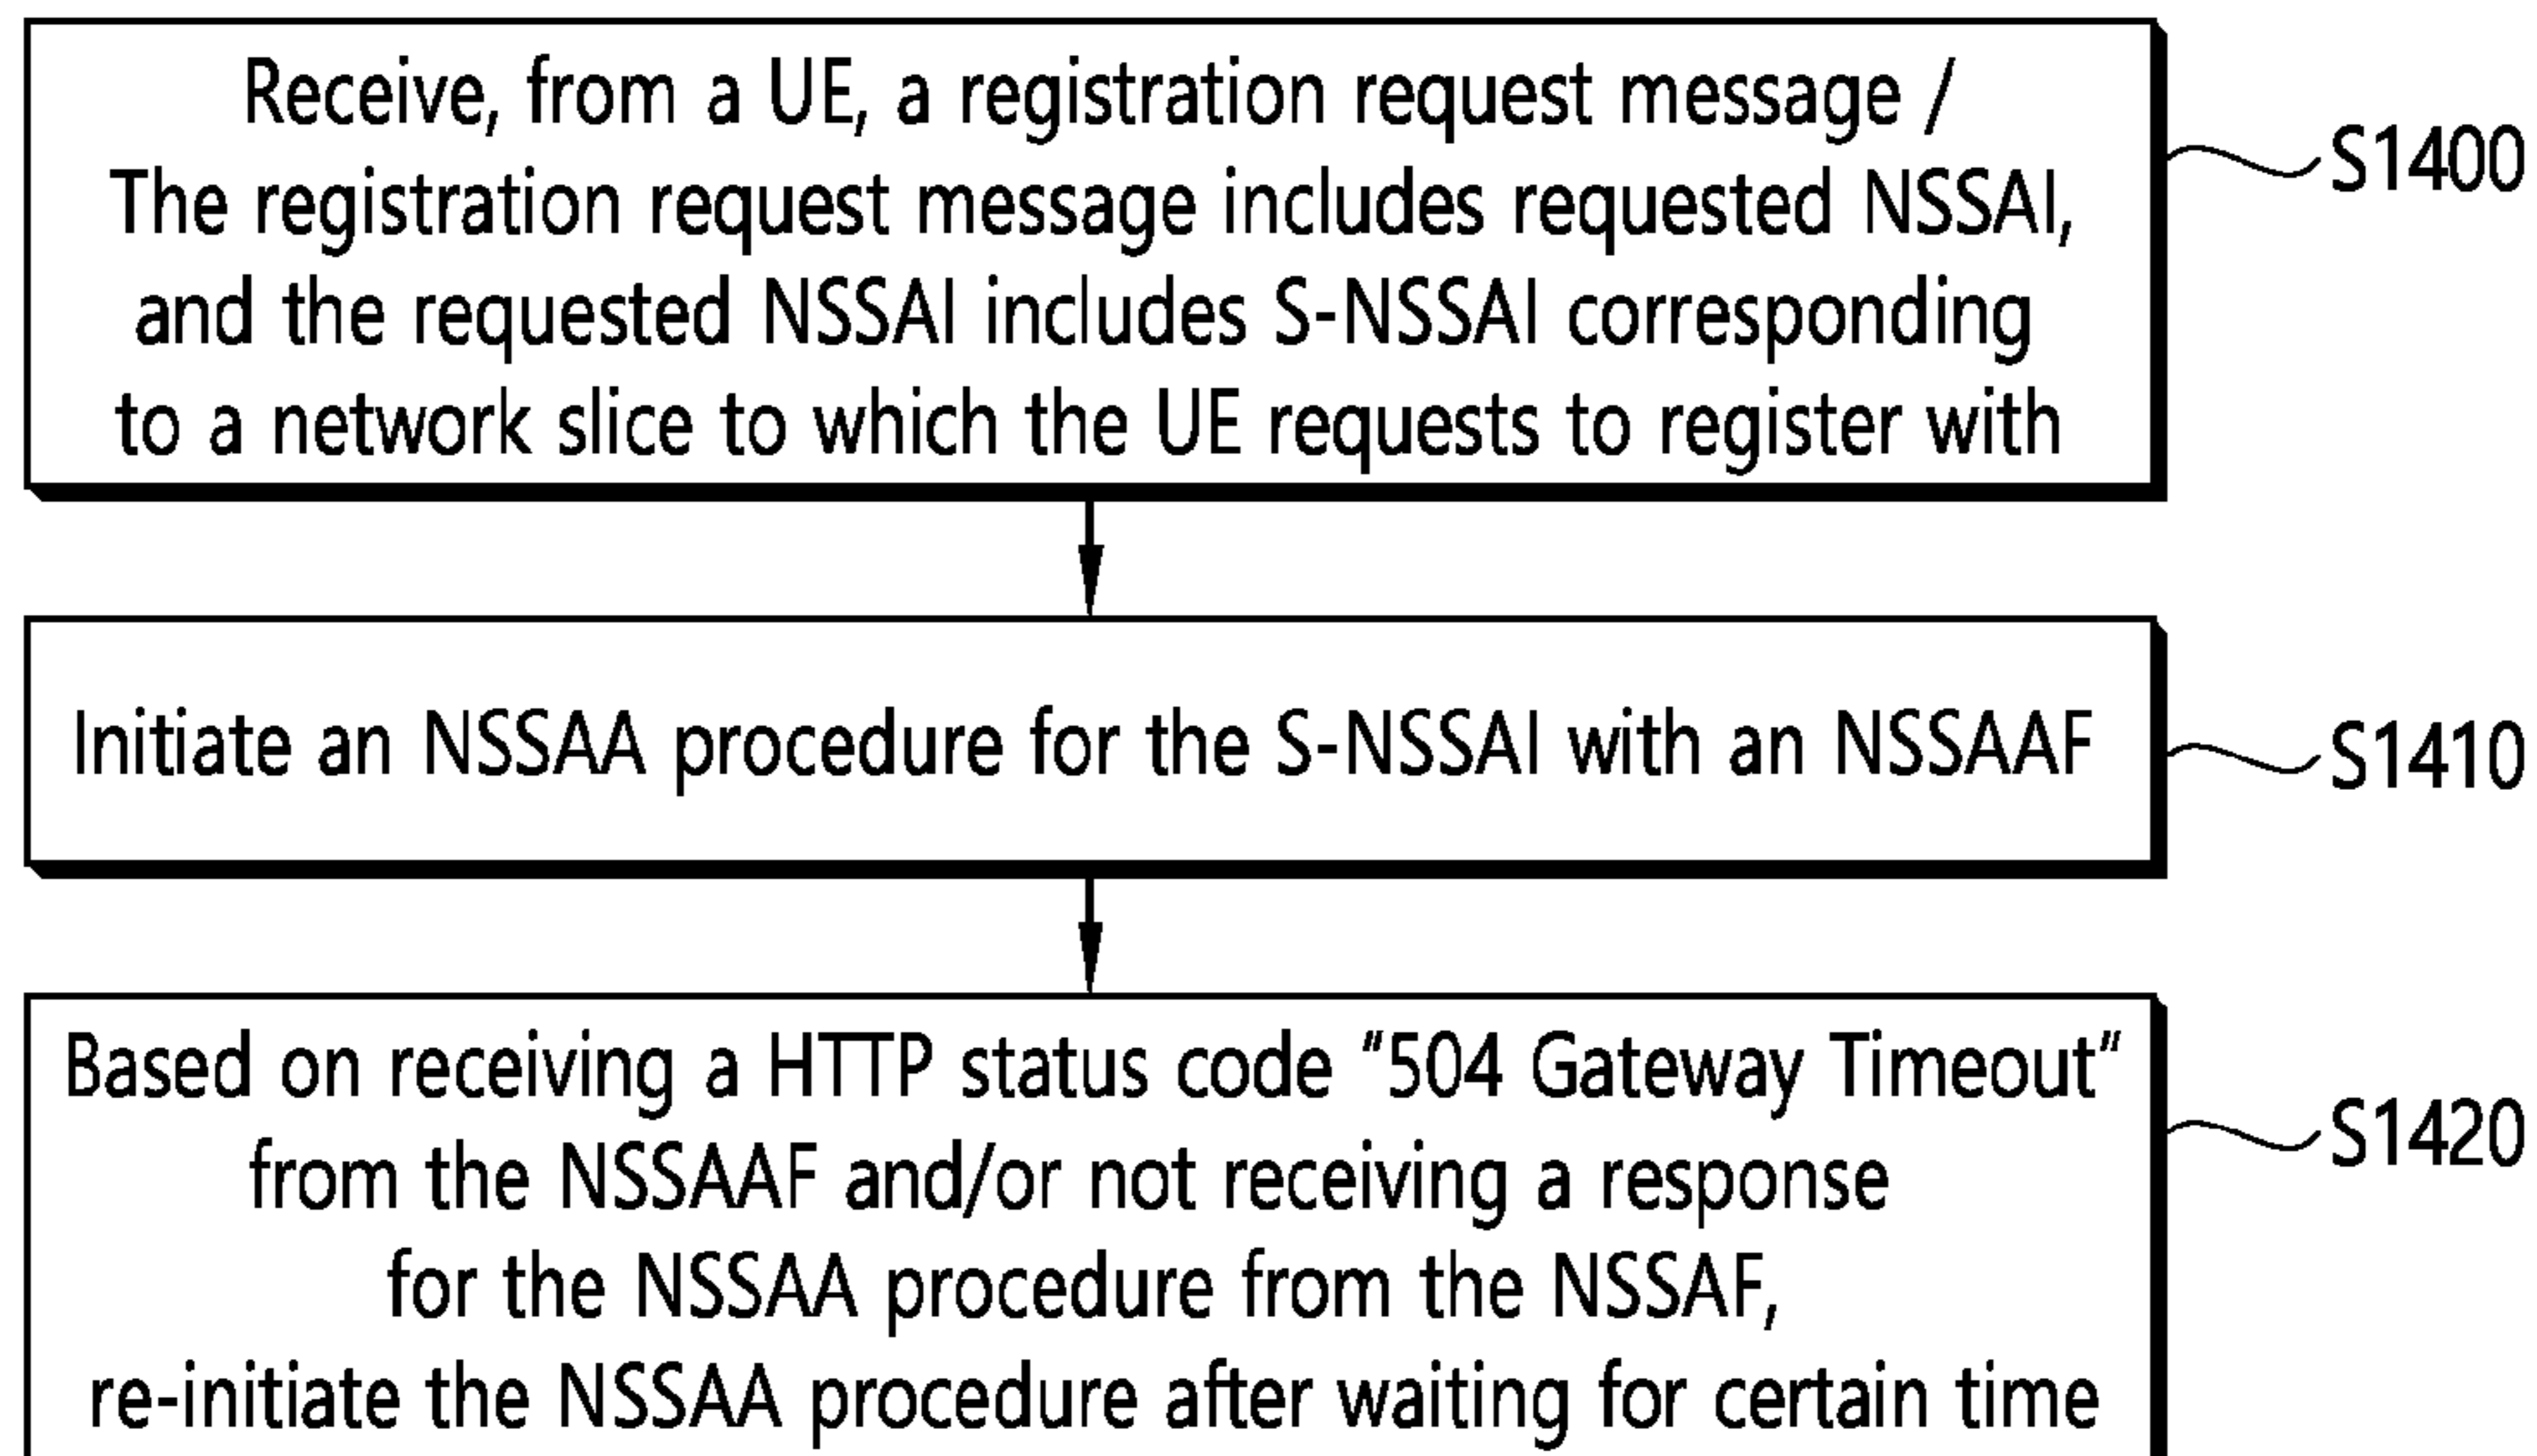 Receive, from a UE, a registration request message /
The registration request message includes requested NSSAI,
and the requested NSSAI includes S-NSSAI corresponding
to a network slice to which the UE requests to register with
S1400
Initiate an NSSAA procedure for the S-NSSAI with an NSSAAF
S1410
Based on receiving a HTTP status code "504 Gateway Timeout"
from the NSSAAF and/or not receiving a response
for the NSSAA procedure from the NSSAF,
re-initiate the NSSAA procedure after waiting for certain time
S1420